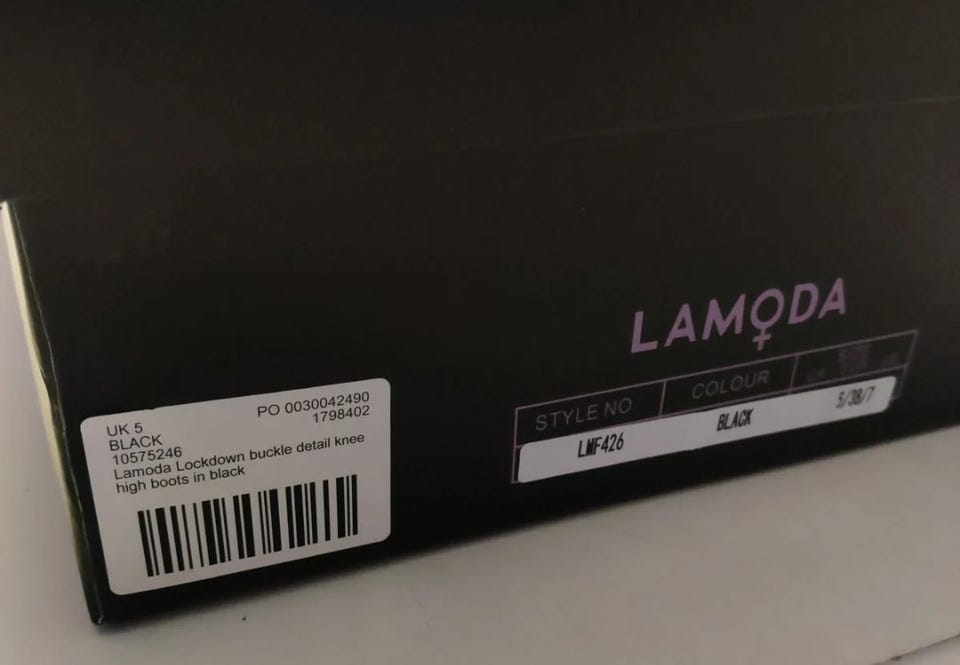 LAMODA
STYLE NO COLOUR
LMF426 BLACK 5/38/7
UK 5 PO 0030042490
BLACK 1798402
10575246
Lamoda Lockdown buckle detail knee
high boots in black